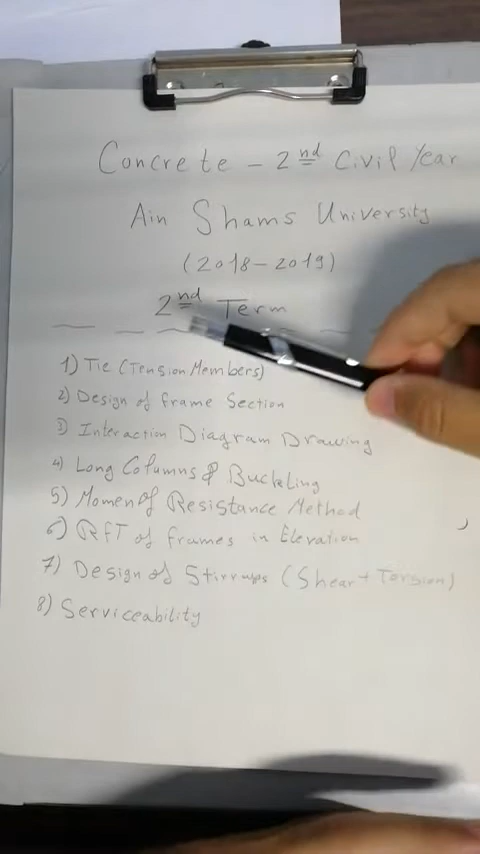 Concrete - 2nd Civil Year
Ain Shams University
(2018-2019)
2nd Term
1) Tie (Tension Members)
2) Design of frame Section
3) Interaction Diagram Drawing
4) Long Columns & Buckling
5) Moment of Resistance Method
6) RFT of frames in Elevation
7) Design of Stirrups (Shear + Torsion)
8) Serviceability